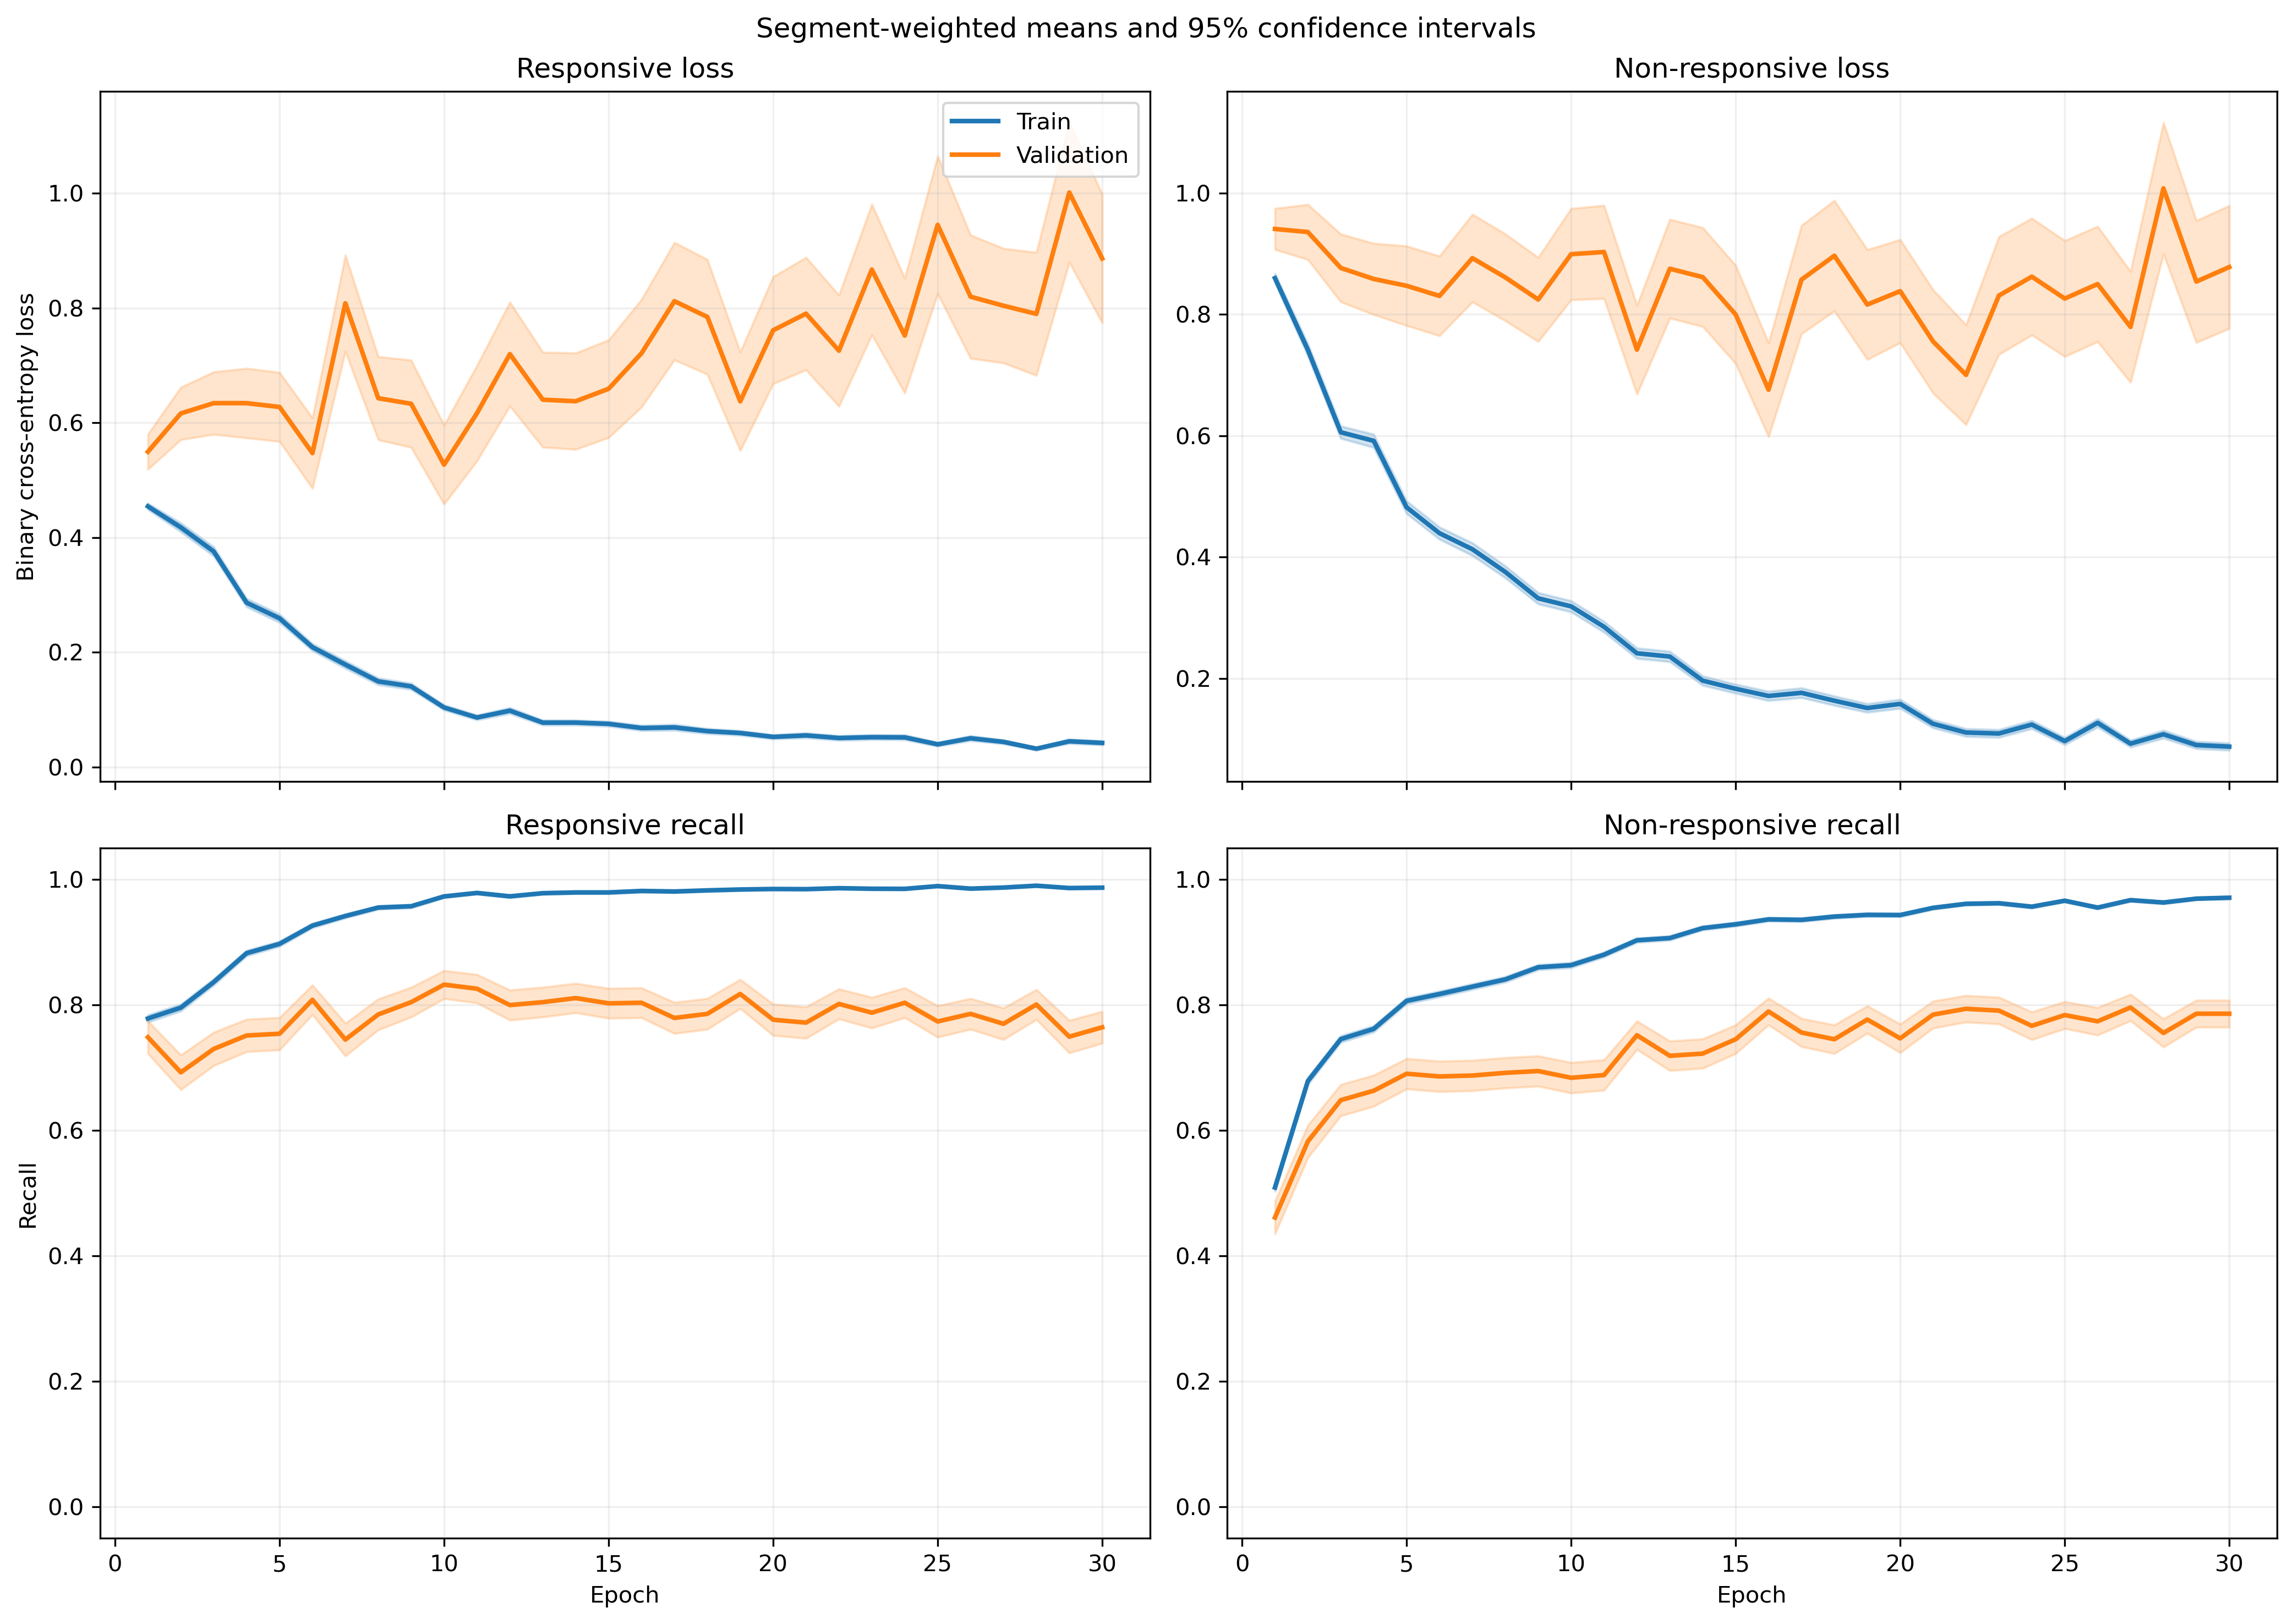 Segment-weighted means and 95% confidence intervals
Responsive loss
Non-responsive loss
Train
Validation
Binary cross-entropy loss
1.0
0.8
0.6
0.4
0.2
0.0
1.0
0.8
0.6
0.4
0.2
Responsive recall
Non-responsive recall
Recall
1.0
0.8
0.6
0.4
0.2
0.0
1.0
0.8
0.6
0.4
0.2
0.0
0 5 10 15 20 25 30
0 5 10 15 20 25 30
Epoch
Epoch